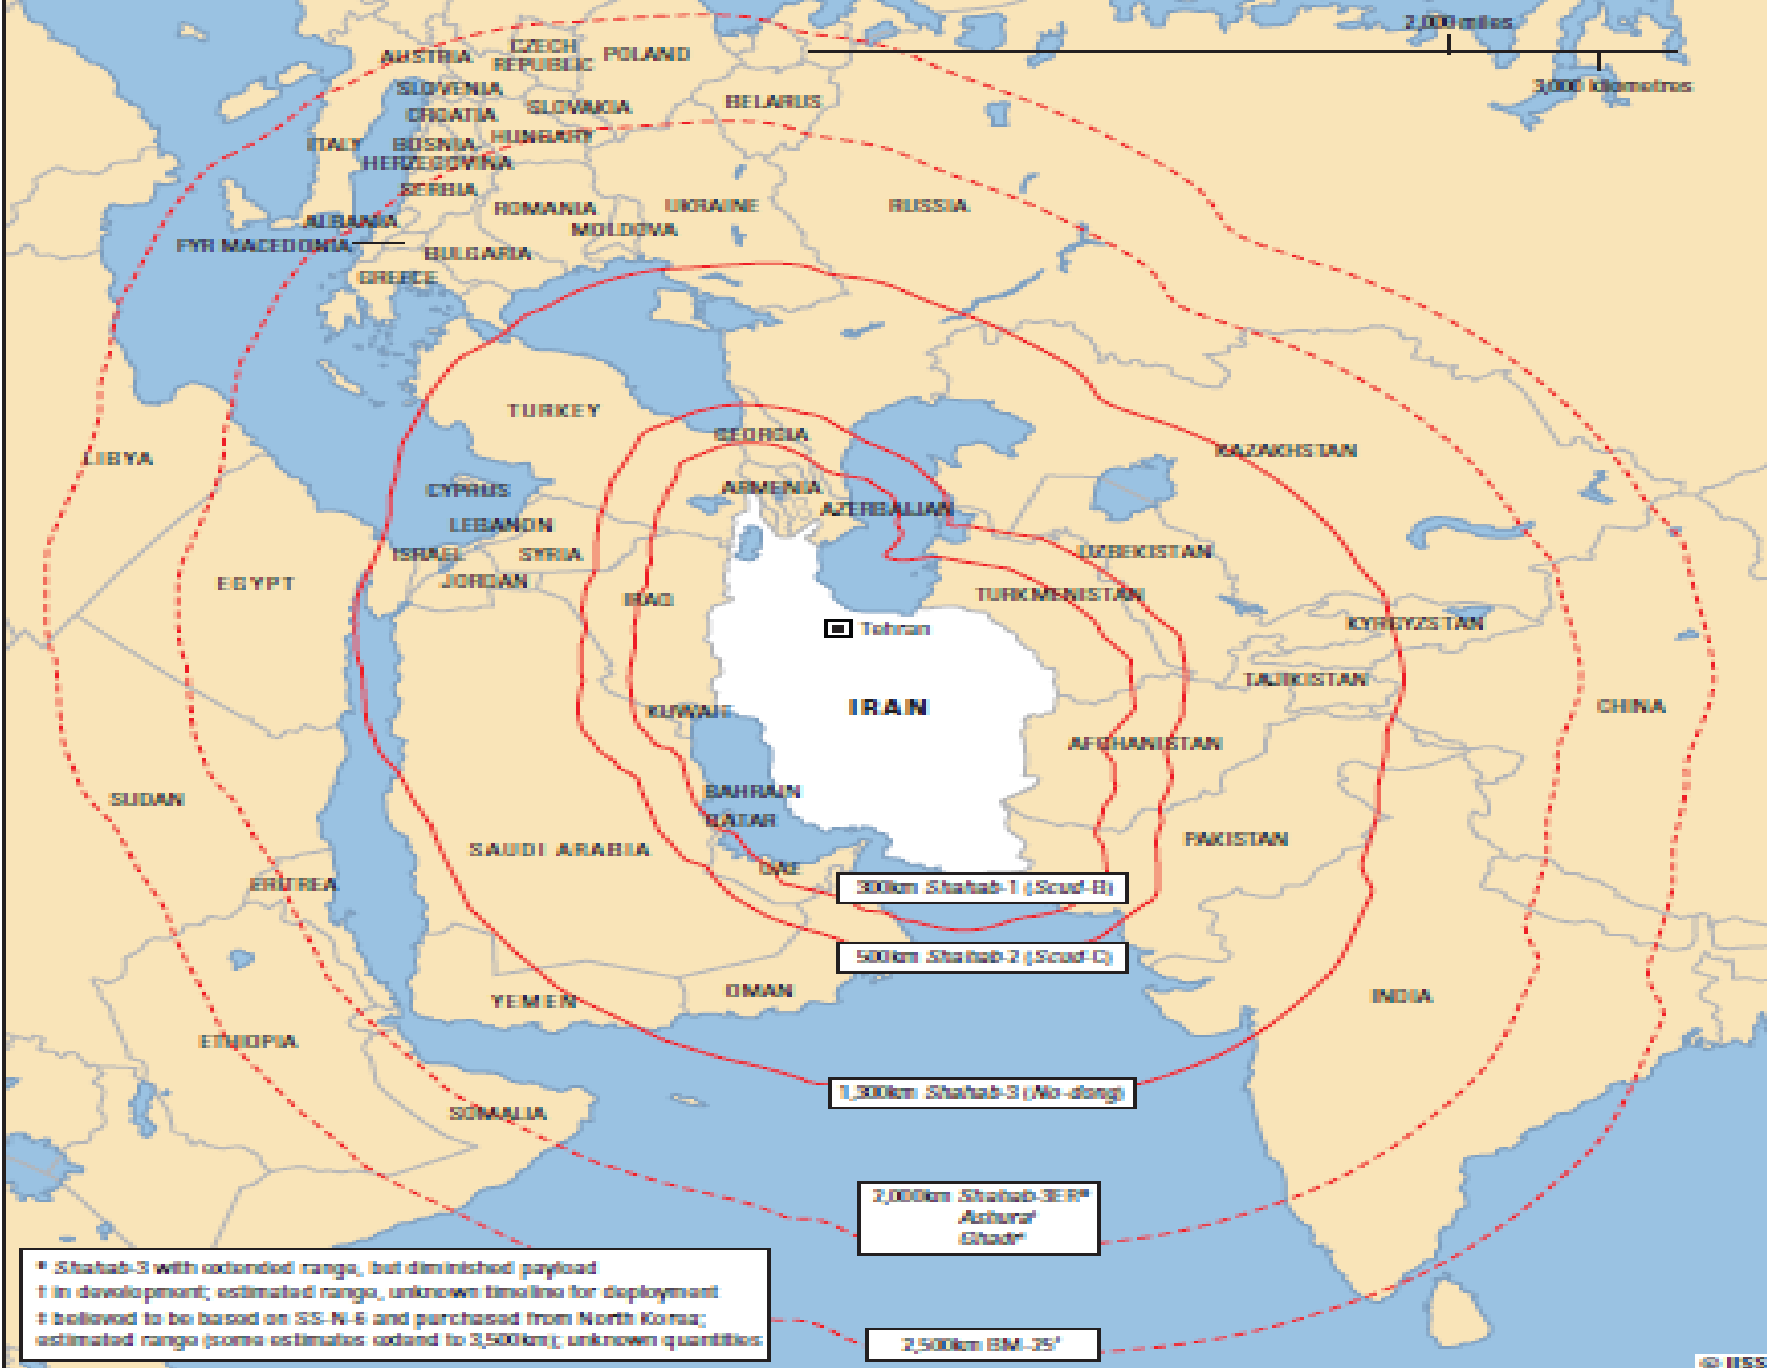 2,000 miles
3,000 kilometres
AUSTRIA
CZECH
REPUBLIC
POLAND
SLOVENIA
CROATIA
SLOVAKIA
BELARUS
ITALY
BOSNIA
HERZEGOVINA
HUNGARY
SERBIA
ROMANIA
UKRAINE
RUSSIA
ALBANIA
MOLDOVA
FYR MACEDONIA
BULGARIA
GREECE
TURKEY
GEORGIA
KAZAKHSTAN
LIBYA
CYPRUS
ARMENIA
AZERBAIJAN
LEBANON
ISRAEL
SYRIA
UZBEKISTAN
EGYPT
JORDAN
IRAQ
TURKMENISTAN
Tehran
KYRGYZSTAN
TAJIKISTAN
KUWAIT
IRAN
CHINA
AFGHANISTAN
SUDAN
BAHRAIN
QATAR
SAUDI ARABIA
PAKISTAN
UAE
ERITREA
300km Shahab-1 (Scud-B)
500km Shahab-2 (Scud-C)
YEMEN
OMAN
INDIA
ETHIOPIA
SOMALIA
1,300km Shahab-3 (No-dong)
2,000km Shahab-3ER*
Ashura†
Ghadr*
* Shahab-3 with extended range, but diminished payload
† in development; estimated range, unknown timeline for deployment
‡ believed to be based on SS-N-6 and purchased from North Korea;
estimated range (some estimates extend to 3,500km); unknown quantities
2,500km BM-25‡
© IISS